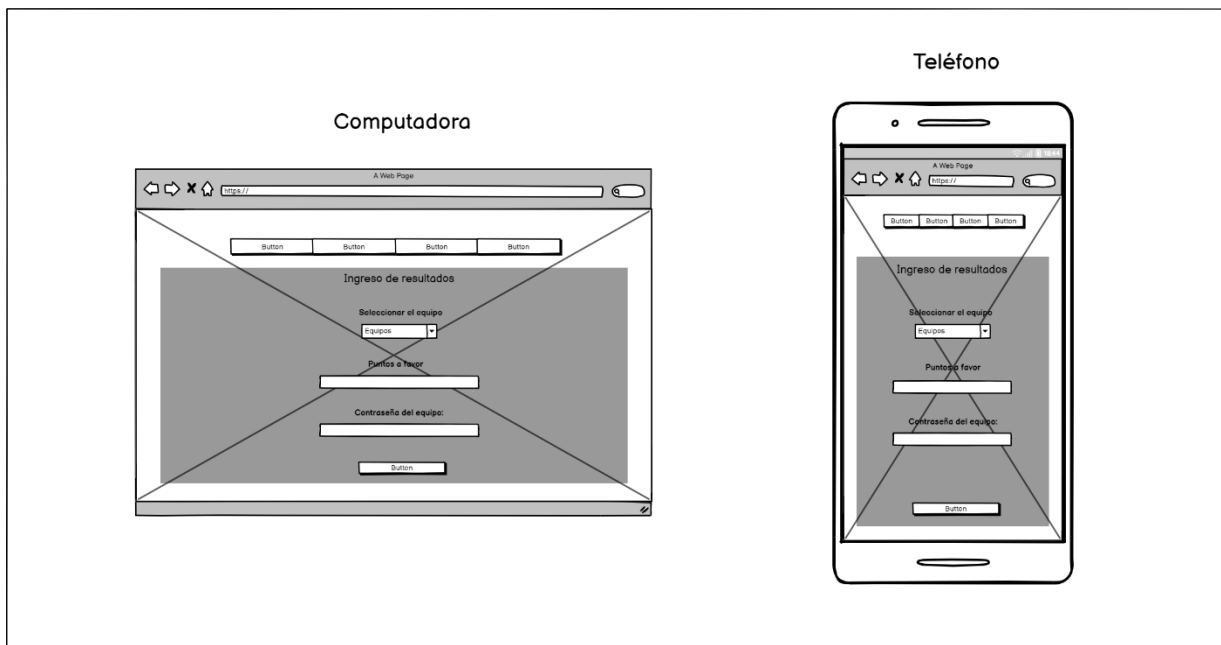 Teléfono
Computadora
A Web Page
https://
Button Button Button Button
Ingreso de resultados
Seleccionar el equipo
Equipos
Puntos a favor
Contraseña del equipo:
Button
A Web Page
https://
Button Button Button Button
Ingreso de resultados
Seleccionar el equipo
Equipos
Puntos a favor
Contraseña del equipo:
Button